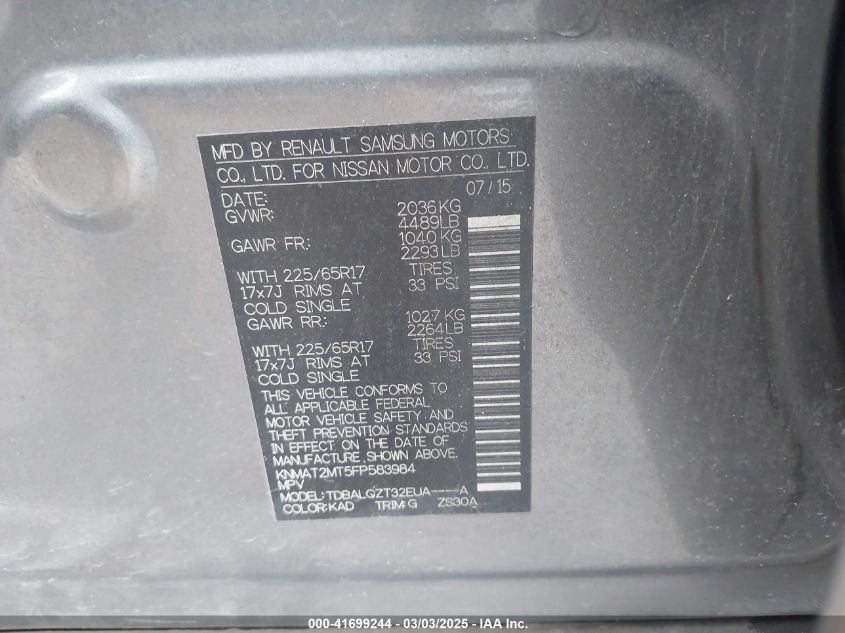 MFD BY RENAULT SAMSUNG MOTORS
CO., LTD. FOR NISSAN MOTOR CO. LTD.
DATE: 07/15
GVWR: 2036KG
4489LB
GAWR FR: 1040 KG
2293LB
WITH 225/65R17 TIRES
17x7J RIMS AT 33 PSI
COLD SINGLE
GAWR RR: 1027 KG
2264LB
WITH 225/65R17 TIRES
17x7J RIMS AT 33 PSI
COLD SINGLE
THIS VEHICLE CONFORMS TO
ALL APPLICABLE FEDERAL
MOTOR VEHICLE SAFETY AND
THEFT PREVENTION STANDARDS
IN EFFECT ON THE DATE OF
MANUFACTURE SHOWN ABOVE.
KNMAT2MT5FP583984
MPV
MODEL: TDBALQZT32EUA----A
COLOR:KAD TRIM:G ZS30A
000-41699244 / 03/03/2025 - IAA Inc.